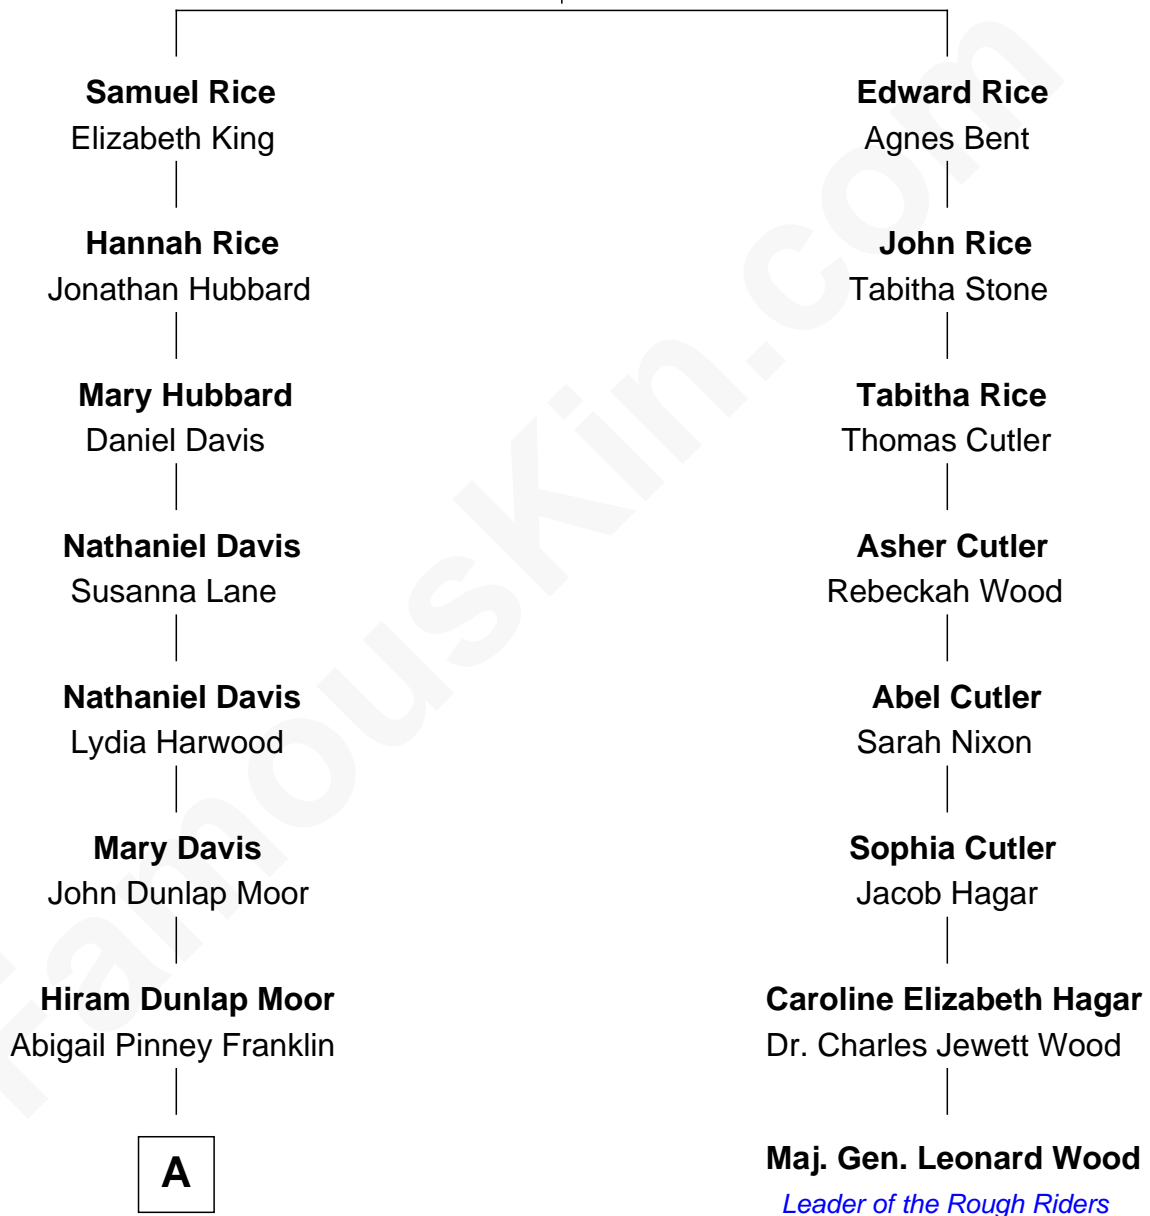 Samuel Rice
Elizabeth King
Hannah Rice
Jonathan Hubbard
Mary Hubbard
Daniel Davis
Nathaniel Davis
Susanna Lane
Nathaniel Davis
Lydia Harwood
Mary Davis
John Dunlap Moor
Hiram Dunlap Moor
Abigail Pinney Franklin
A
Edward Rice
Agnes Bent
John Rice
Tabitha Stone
Tabitha Rice
Thomas Cutler
Asher Cutler
Rebeckah Wood
Abel Cutler
Sarah Nixon
Sophia Cutler
Jacob Hagar
Caroline Elizabeth Hagar
Dr. Charles Jewett Wood
Maj. Gen. Leonard Wood
Leader of the Rough Riders
FamousKin.com